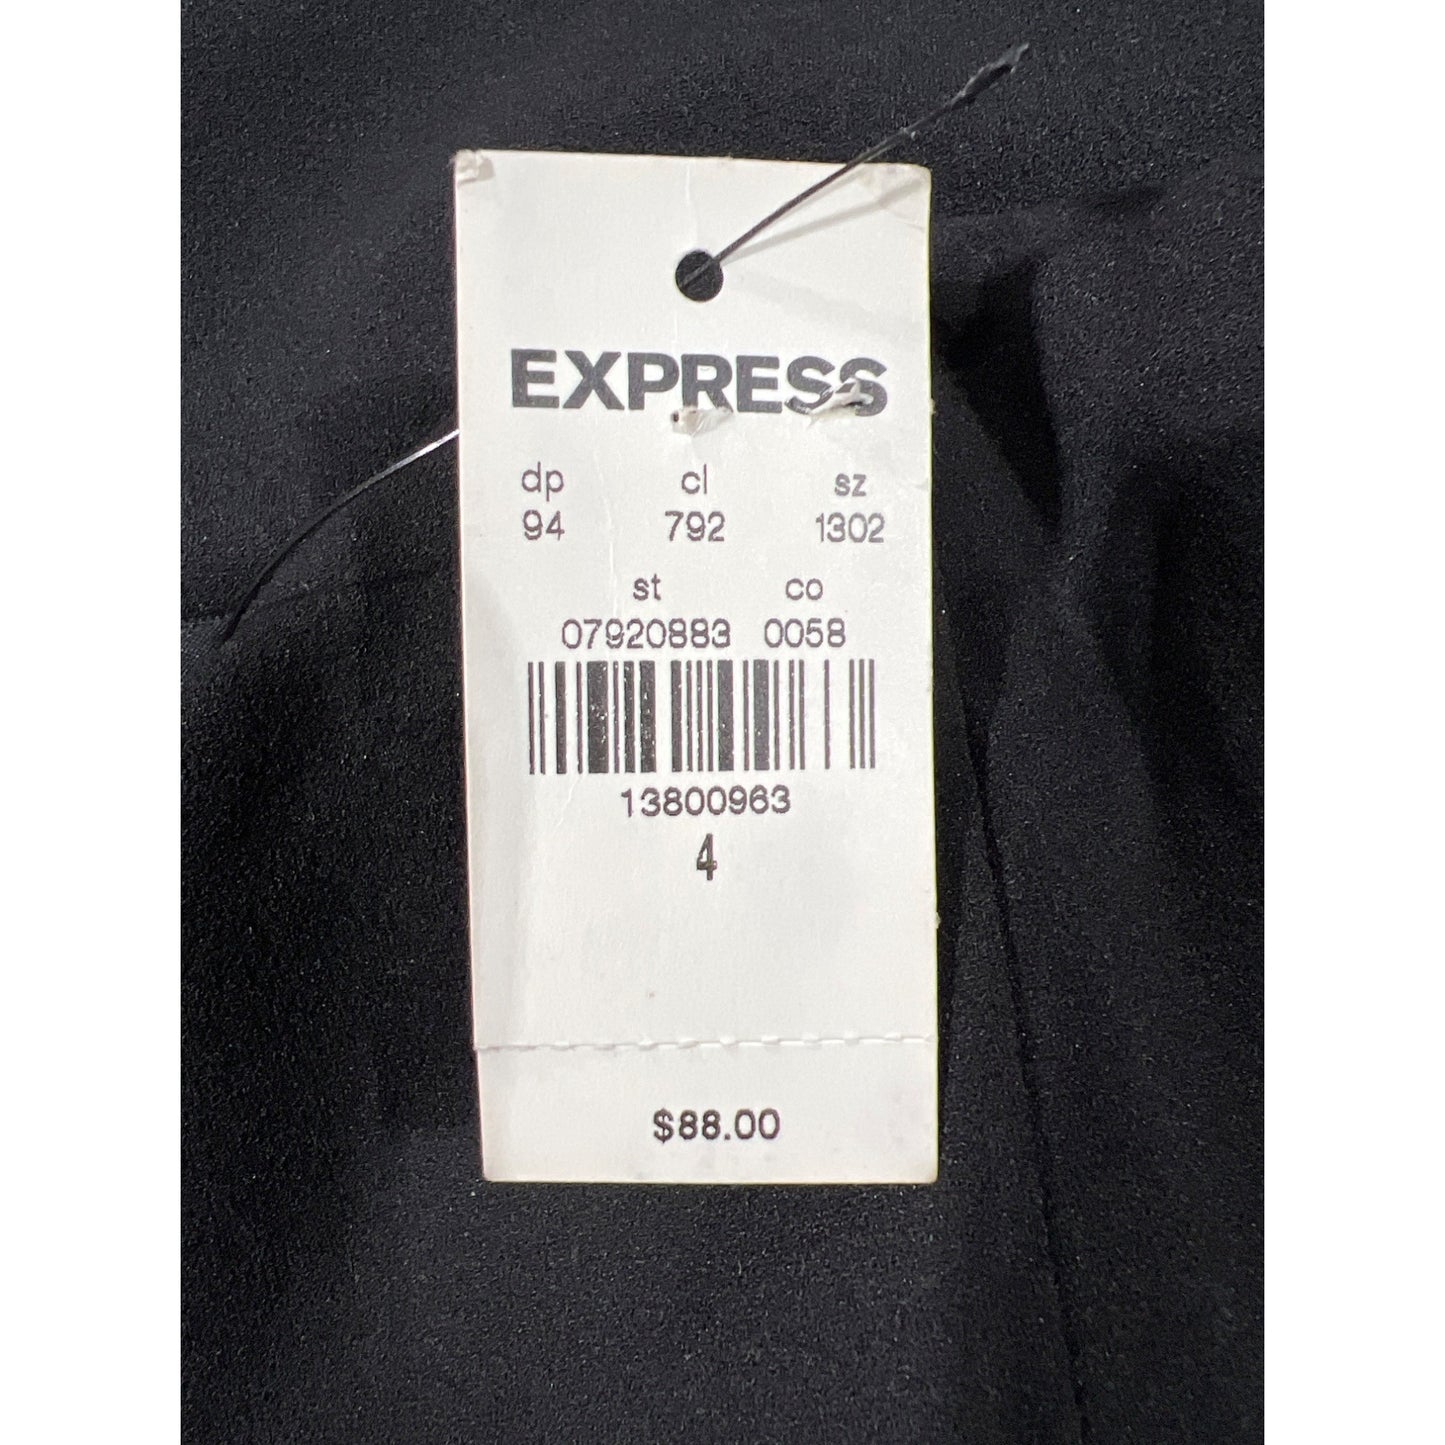 EXPRESS
dp cl sz
94 792 1302
st co
07920883 0058
13800963
4
$88.00